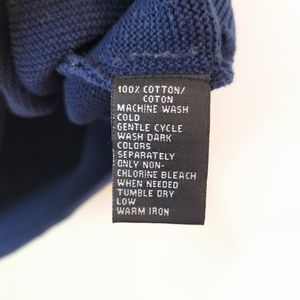 100% COTTON/
COTON
MACHINE WASH
COLD
GENTLE CYCLE
WASH DARK
COLORS
SEPARATELY
ONLY NON-
CHLORINE BLEACH
WHEN NEEDED
TUMBLE DRY
LOW
WARM IRON